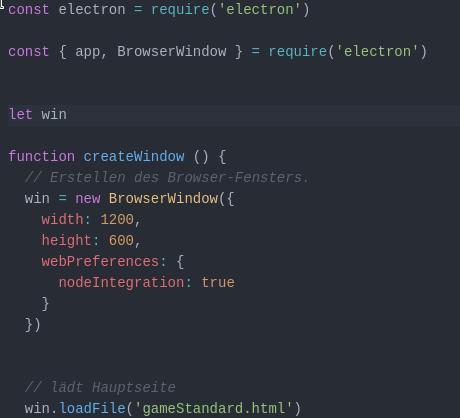 const electron = require('electron')
const { app, BrowserWindow } = require('electron')
let win
function createWindow () {
// Erstellen des Browser-Fensters.
win = new BrowserWindow({
width: 1200,
height: 600,
webPreferences: {
nodeIntegration: true
}
})
// lädt Hauptseite
win.loadFile('gameStandard.html')